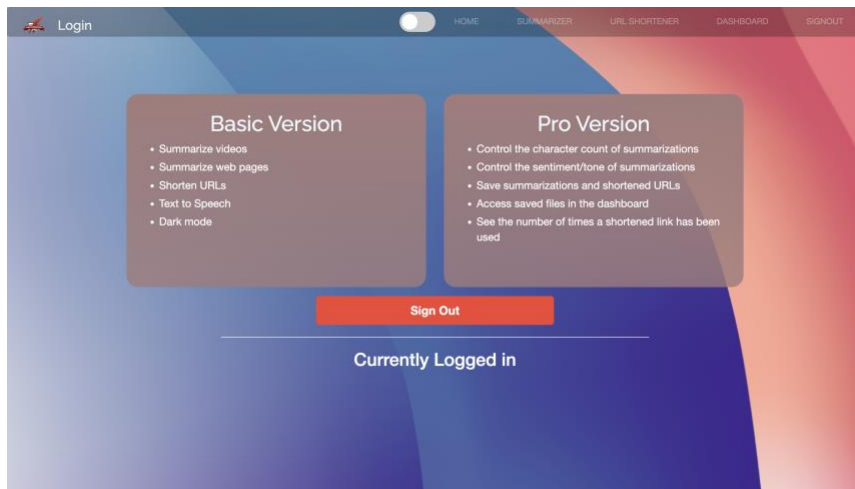 Login
HOME
SUMMARIZER
URL SHORTENER
DASHBOARD
SIGNOUT
Basic Version
• Summarize videos
• Summarize web pages
• Shorten URLs
• Text to Speech
• Dark mode
Pro Version
• Control the character count of summarizations
• Control the sentiment/tone of summarizations
• Save summarizations and shortened URLs
• Access saved files in the dashboard
• See the number of times a shortened link has been
used
Sign Out
Currently Logged in